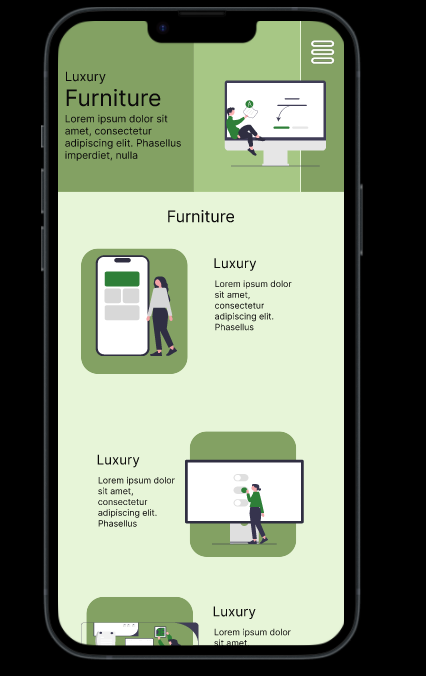 Luxury
Furniture
Lorem ipsum dolor sit
amet, consectetur
adipiscing elit. Phasellus
imperdiet, nulla
Furniture
Luxury
Lorem ipsum dolor
sit amet,
consectetur
adipiscing elit.
Phasellus
Luxury
Lorem ipsum dolor
sit amet,
consectetur
adipiscing elit.
Phasellus
Luxury
Lorem ipsum dolor
sit amet,